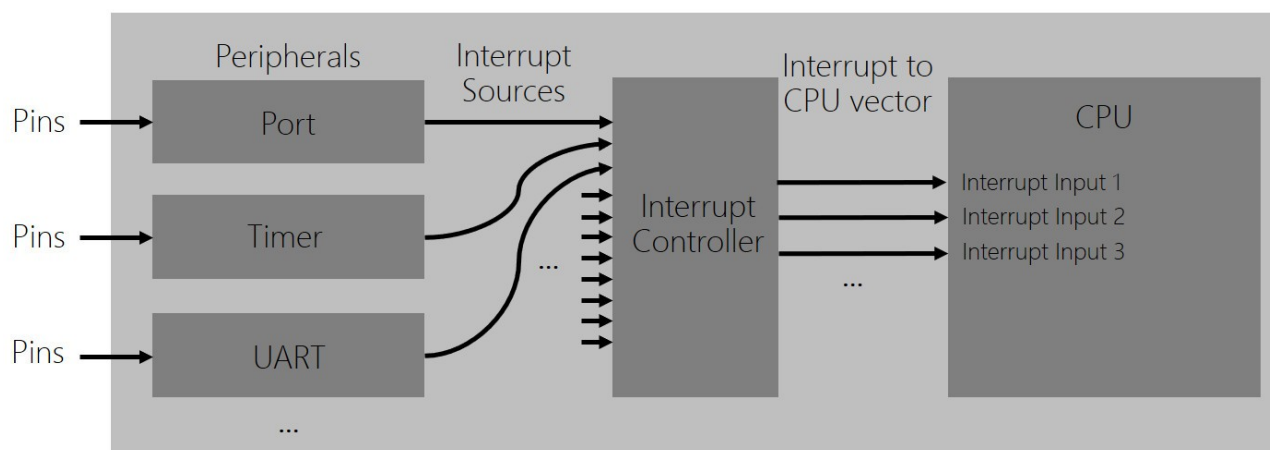 Peripherals
Interrupt
Sources
Interrupt to
CPU vector
Pins
Port
CPU
Interrupt Input 1
Pins
Timer
Interrupt
Controller
Interrupt Input 2
Interrupt Input 3
...
...
Pins
UART
...